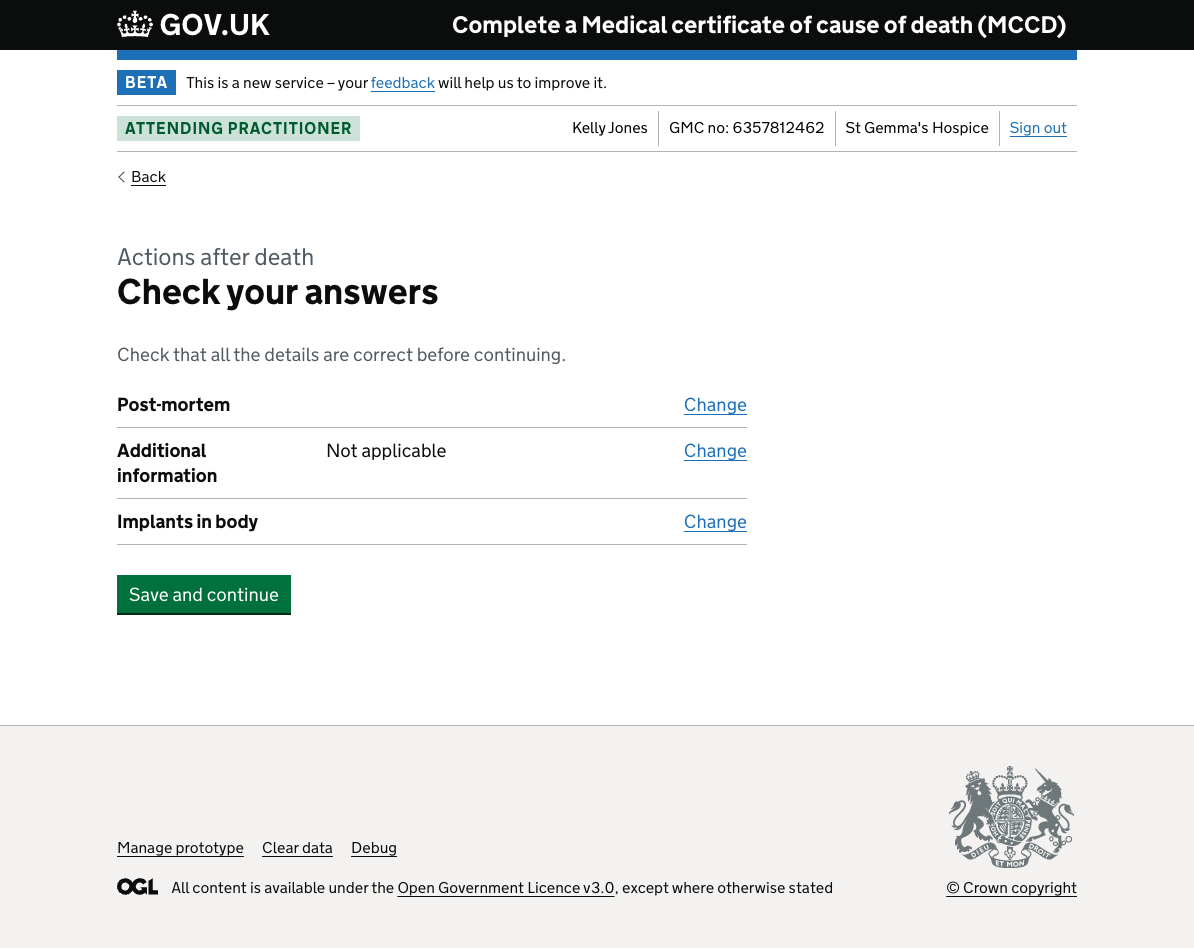 GOV.UK
Complete a Medical certificate of cause of death (MCCD)
BETA This is a new service – your feedback will help us to improve it.
ATTENDING PRACTITIONER Kelly Jones GMC no: 6357812462 St Gemma's Hospice Sign out
Back
Actions after death
Check your answers
Check that all the details are correct before continuing.
Post-mortem Change
Additional information Not applicable Change
Implants in body Change
Save and continue
Manage prototype Clear data Debug
OGL All content is available under the Open Government Licence v3.0, except where otherwise stated
DIEU ET MON DROIT
© Crown copyright